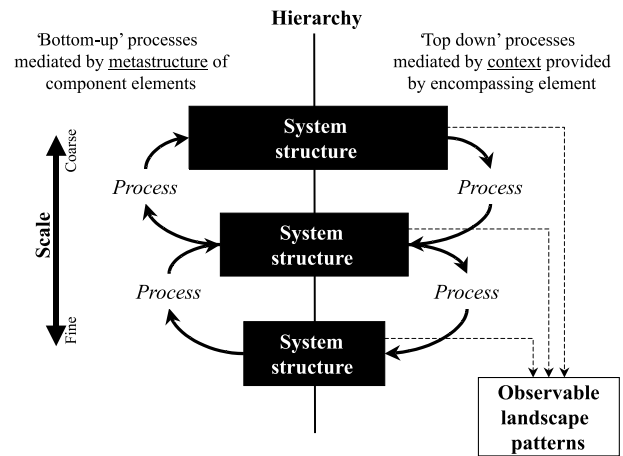 Hierarchy
‘Bottom-up’ processes
mediated by metastructure of
component elements
‘Top down’ processes
mediated by context provided
by encompassing element
System
structure
Coarse
Scale
Fine
Process
Process
System
structure
Process
Process
System
structure
Observable
landscape
patterns